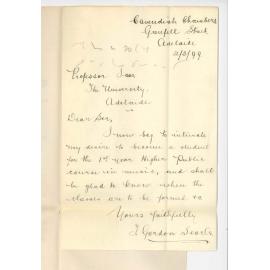 Cavendish Chambers
Grenfell Street
Adelaide
2/3/99
Professor Ives
The University
Adelaide
Dear Sir,
I now beg to intimate
my desire to become a student
for the 1st year Higher Public
course in music, and shall
be glad to know when the
classes are to be formed &c
Yours faithfully
J Gordon Searle